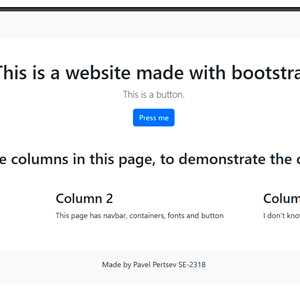 This is a website made with bootstra
This is a button.
Press me
e columns in this page, to demonstrate the
Column 2
Colum
This page has navbar, containers, fonts and button
I don't kno
Made by Pavel Pertsev SE-2318